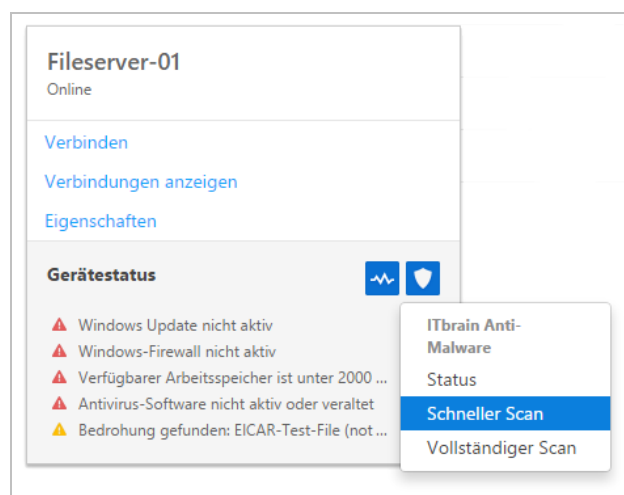 Fileserver-01
Online
Verbinden
Verbindungen anzeigen
Eigenschaften
Gerätestatus
Windows Update nicht aktiv
Windows-Firewall nicht aktiv
Verfügbarer Arbeitsspeicher ist unter 2000 ...
Antivirus-Software nicht aktiv oder veraltet
Bedrohung gefunden: EICAR-Test-File (not ...
ITbrain Anti-
Malware
Status
Schneller Scan
Vollständiger Scan